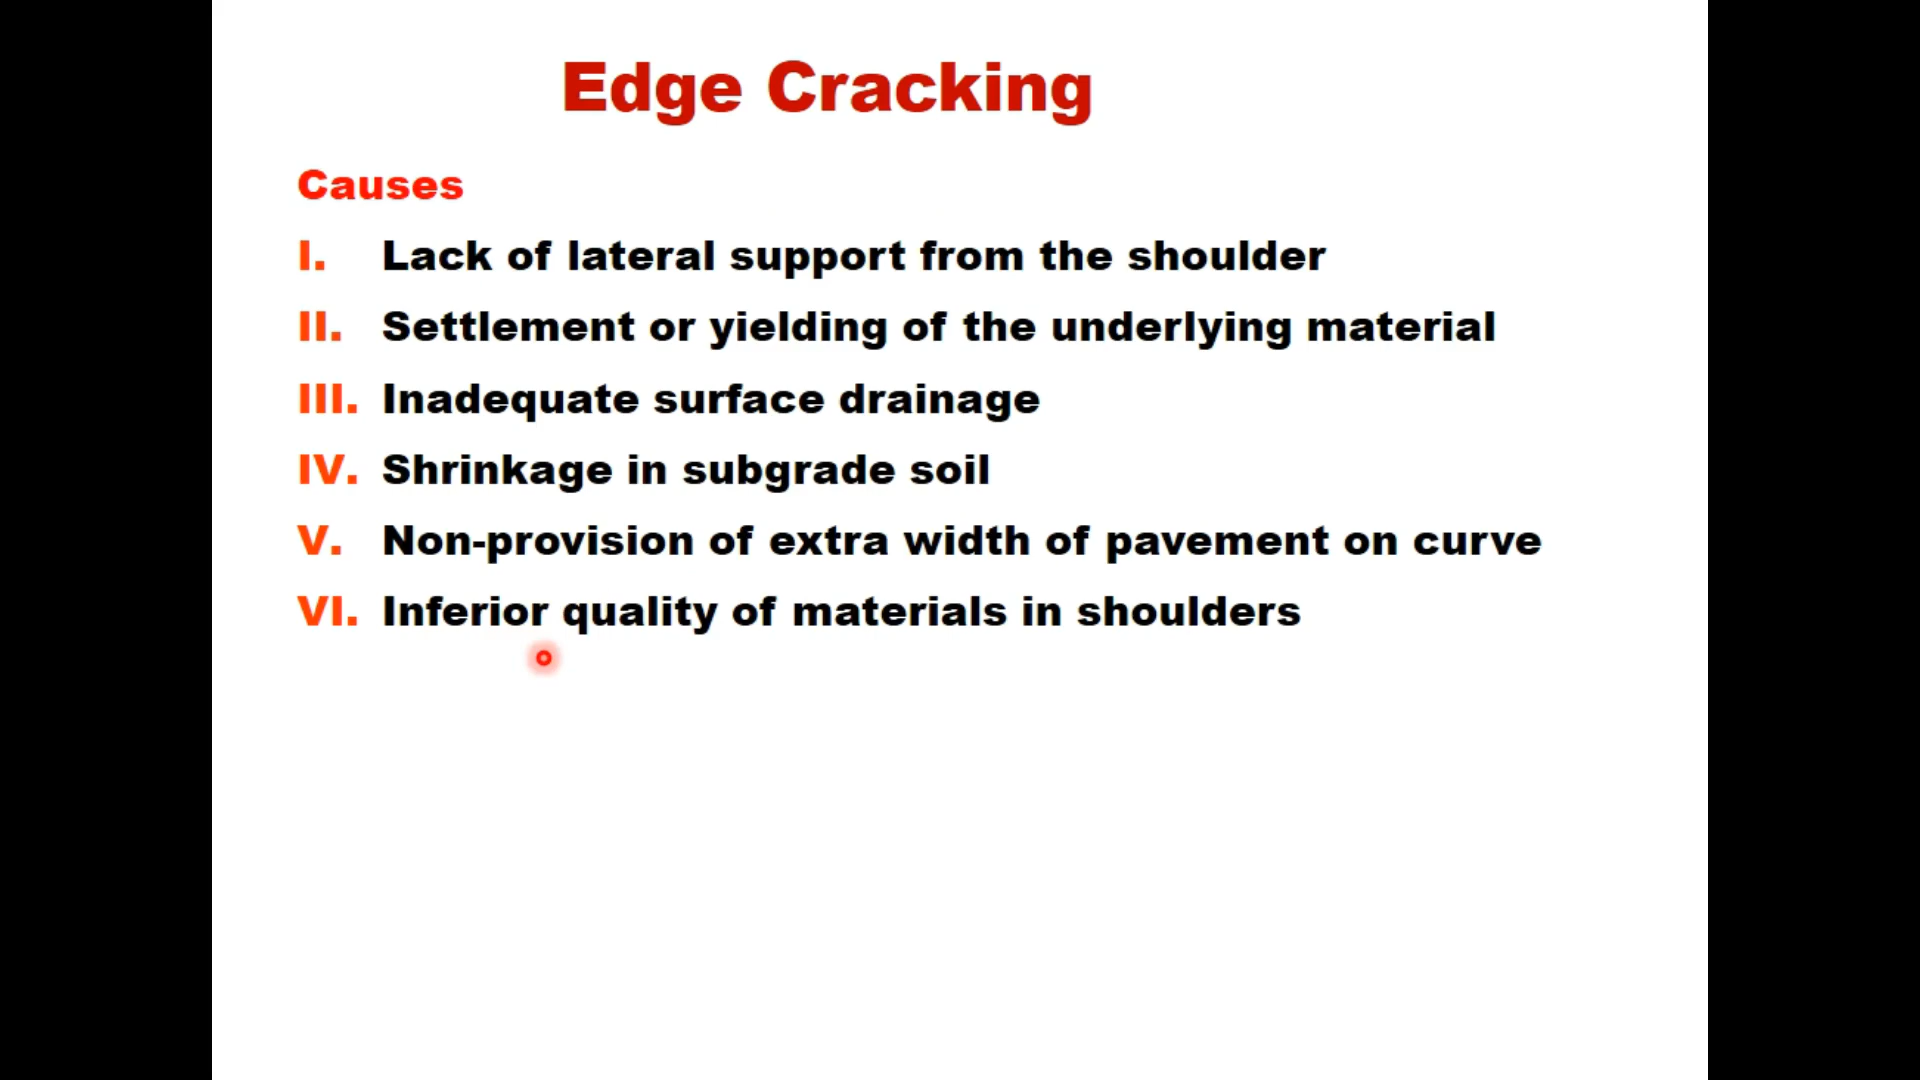 Edge Cracking
Causes
I. Lack of lateral support from the shoulder
II. Settlement or yielding of the underlying material
III. Inadequate surface drainage
IV. Shrinkage in subgrade soil
V. Non-provision of extra width of pavement on curve
VI. Inferior quality of materials in shoulders